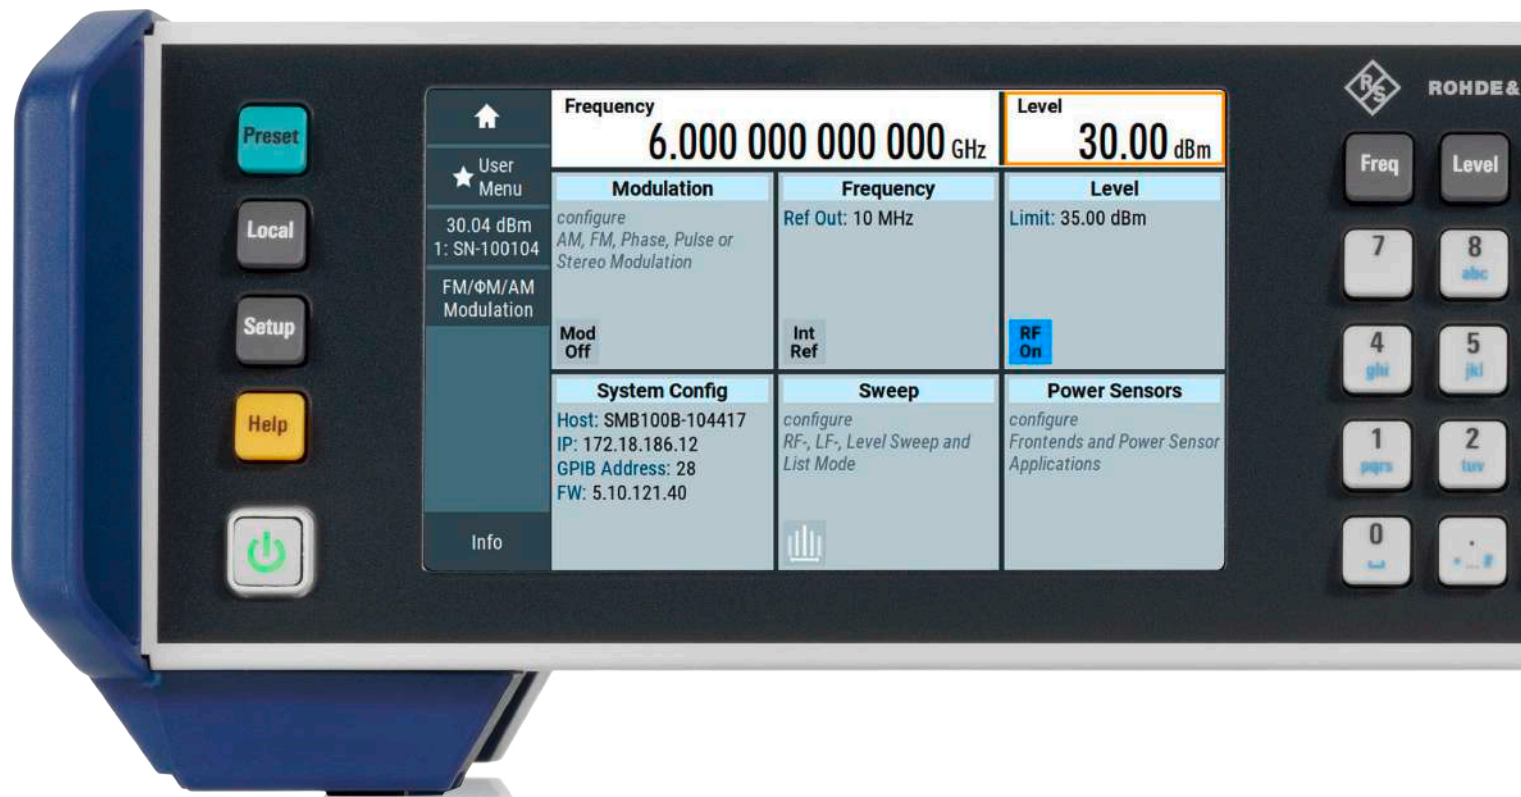 Preset
Local
Setup
Help
User
Menu
30.04 dBm
1: SN-100104
FM/ΦM/AM
Modulation
Info
Frequency
6.000 000 000 000 GHz
Level
30.00 dBm
Modulation
configure
AM, FM, Phase, Pulse or
Stereo Modulation
Mod
Off
Frequency
Ref Out: 10 MHz
Int
Ref
Level
Limit: 35.00 dBm
RF
On
System Config
Host: SMB100B-104417
IP: 172.18.186.12
GPIB Address: 28
FW: 5.10.121.40
Sweep
configure
RF-, LF-, Level Sweep and
List Mode
Power Sensors
configure
Frontends and Power Sensor
Applications
R&S
ROHDE&
Freq
Level
7
8
abc
4
ghi
5
jkl
1
pqrs
2
tuv
0
.